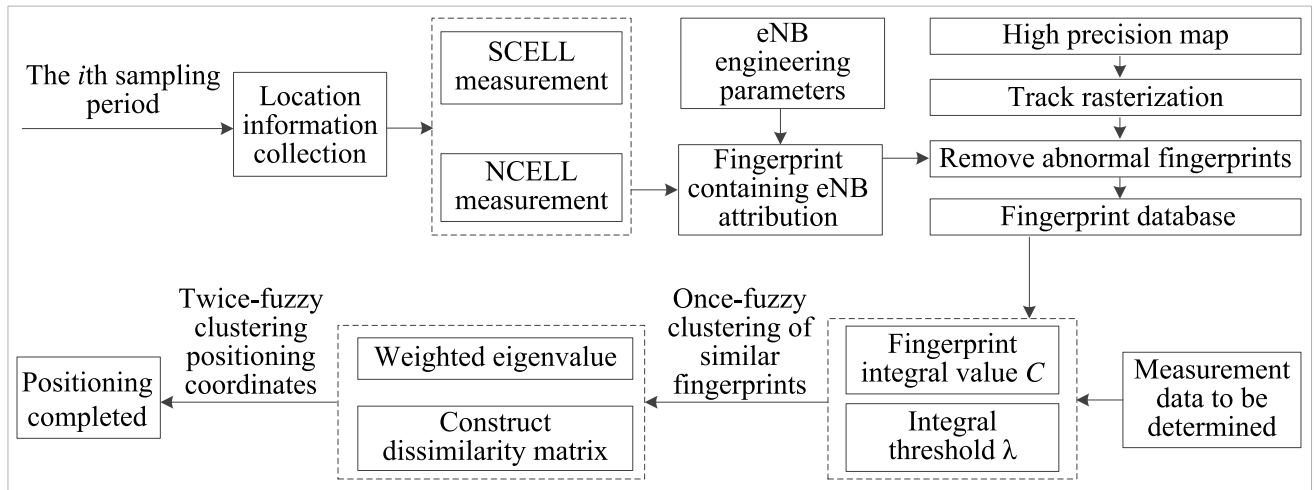 The ith sampling
period
Location
information
collection
SCELL
measurement
NCELL
measurement
eNB
engineering
parameters
Fingerprint
containing eNB
attribution
High precision map
Track rasterization
Remove abnormal fingerprints
Fingerprint database
Positioning
completed
Twice-fuzzy
clustering
positioning
coordinates
Weighted eigenvalue
Construct
dissimilarity matrix
Once-fuzzy
clustering of
similar
fingerprints
Fingerprint
integral value C
Integral
threshold λ
Measurement
data to be
determined